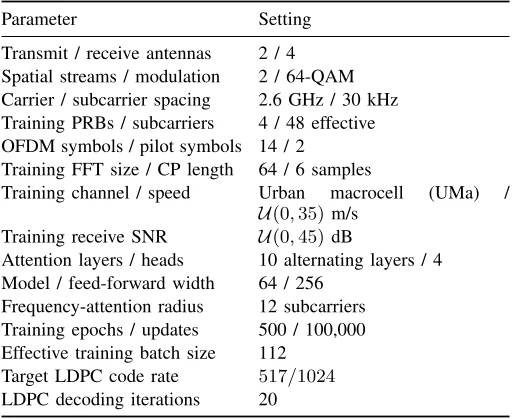 Parameter Setting
Transmit / receive antennas 2 / 4
Spatial streams / modulation 2 / 64-QAM
Carrier / subcarrier spacing 2.6 GHz / 30 kHz
Training PRBs / subcarriers 4 / 48 effective
OFDM symbols / pilot symbols 14 / 2
Training FFT size / CP length 64 / 6 samples
Training channel / speed Urban macrocell (UMa) /
𝒰(0, 35) m/s
Training receive SNR 𝒰(0, 45) dB
Attention layers / heads 10 alternating layers / 4
Model / feed-forward width 64 / 256
Frequency-attention radius 12 subcarriers
Training epochs / updates 500 / 100,000
Effective training batch size 112
Target LDPC code rate 517/1024
LDPC decoding iterations 20